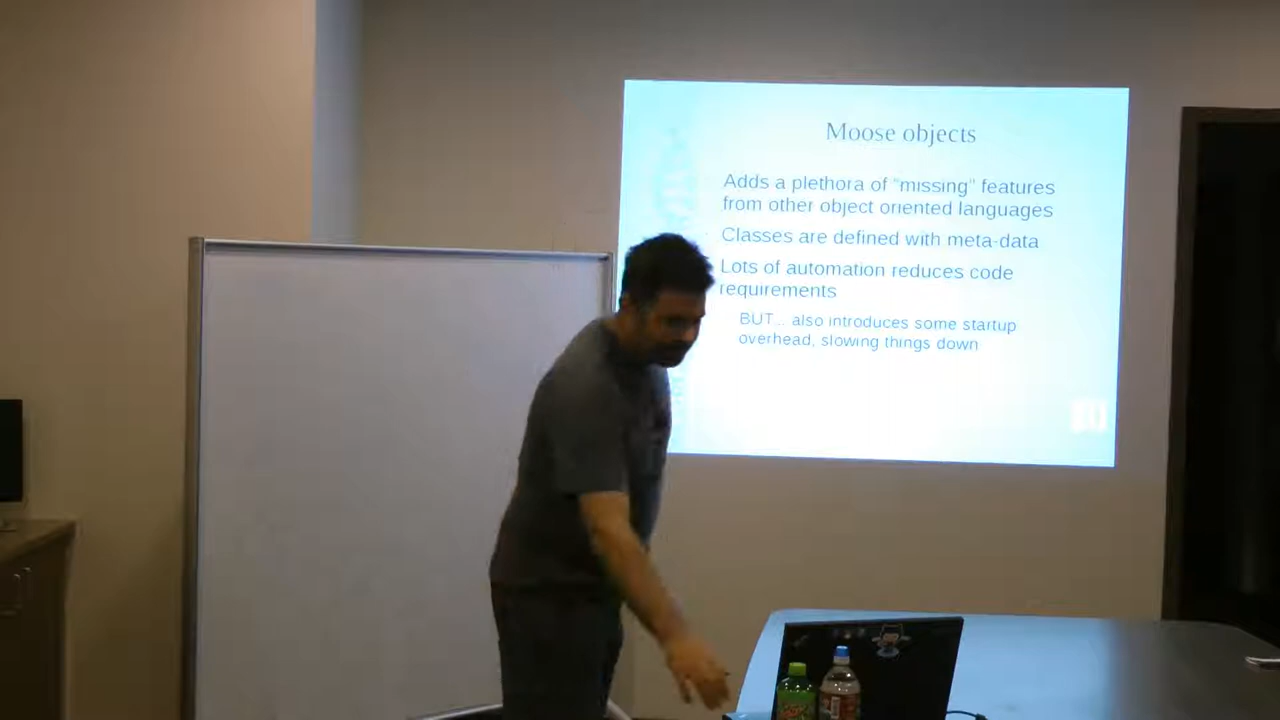 Moose objects
Adds a plethora of "missing" features
from other object oriented languages
Classes are defined with meta-data
Lots of automation reduces code
requirements
BUT... also introduces some startup
overhead, slowing things down